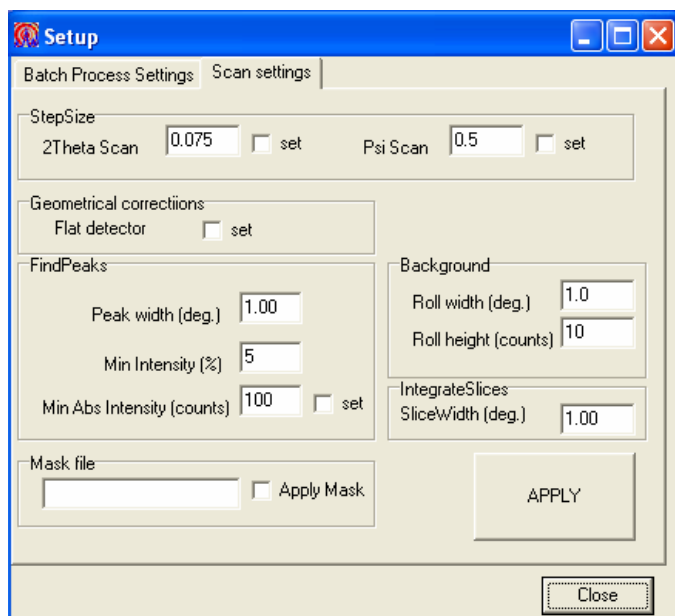 Setup
Batch Process Settings Scan settings
StepSize
2Theta Scan 0.075 set Psi Scan 0.5 set
Geometrical correctiions
Flat detector set
FindPeaks
Peak width (deg.) 1.00
Min Intensity (%) 5
Min Abs Intensity (counts) 100 set
Background
Roll width (deg.) 1.0
Roll height (counts) 10
IntegrateSlices
SliceWidth (deg.) 1.00
Mask file
Apply Mask
APPLY
Close